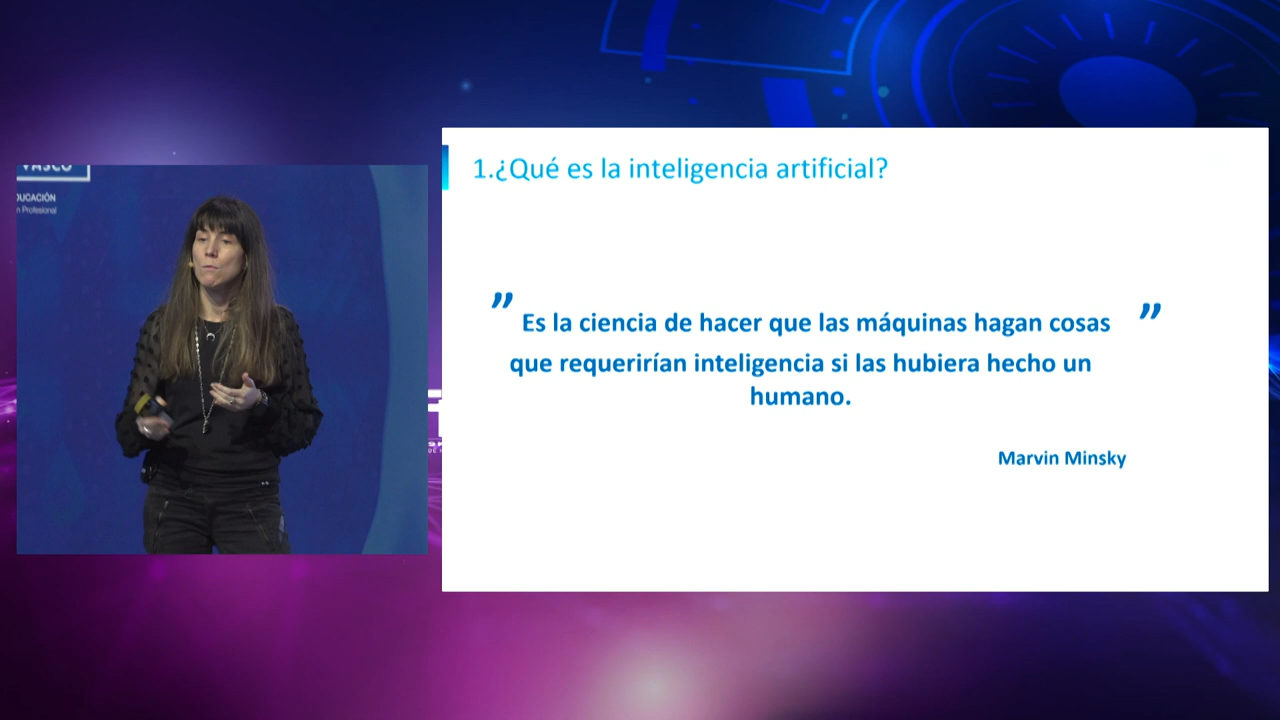 VASCO
n Profesional
1.¿Qué es la inteligencia artificial?
” Es la ciencia de hacer que las máquinas hagan cosas ”
que requerirían inteligencia si las hubiera hecho un
humano.
Marvin Minsky